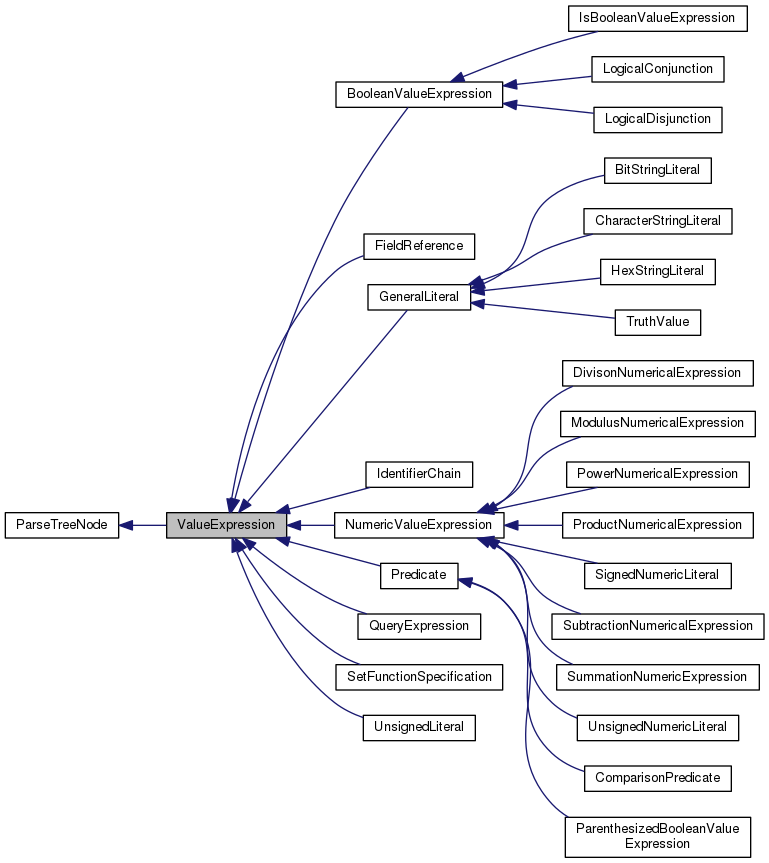 IsBooleanValueExpression
LogicalConjunction
BooleanValueExpression
LogicalDisjunction
BitStringLiteral
CharacterStringLiteral
FieldReference
HexStringLiteral
GeneralLiteral
TruthValue
DivisonNumericalExpression
ModulusNumericalExpression
IdentifierChain
PowerNumericalExpression
ParseTreeNode
ValueExpression
NumericValueExpression
ProductNumericalExpression
Predicate
SignedNumericLiteral
QueryExpression
SubtractionNumericalExpression
SetFunctionSpecification
SummationNumericExpression
UnsignedLiteral
UnsignedNumericLiteral
ComparisonPredicate
ParenthesizedBooleanValue
Expression